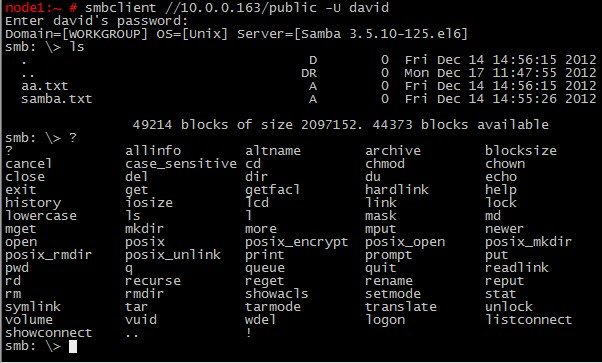 node1:~ # smbclient //10.0.0.163/public -U david
Enter david's password:
Domain=[WORKGROUP] OS=[Unix] Server=[Samba 3.5.10-125.el6]
smb: \> ls
. D 0 Fri Dec 14 14:56:15 2012
.. DR 0 Mon Dec 17 11:47:55 2012
aa.txt A 0 Fri Dec 14 14:56:15 2012
samba.txt A 0 Fri Dec 14 14:55:26 2012
49214 blocks of size 2097152. 44373 blocks available
smb: \> ?
? allinfo altname archive blocksize
cancel case_sensitive cd chmod chown
close del dir du echo
exit get getfacl hardlink help
history iosize lcd link lock
lowercase ls l mask md
mget mkdir more mput newer
open posix posix_encrypt posix_open posix_mkdir
posix_rmdir posix_unlink print prompt put
pwd q queue quit readlink
rd recurse reget rename reput
rm rmdir showacls setmode stat
symlink tar tarmode translate unlock
volume vuid wdel logon listconnect
showconnect .. !
smb: \>